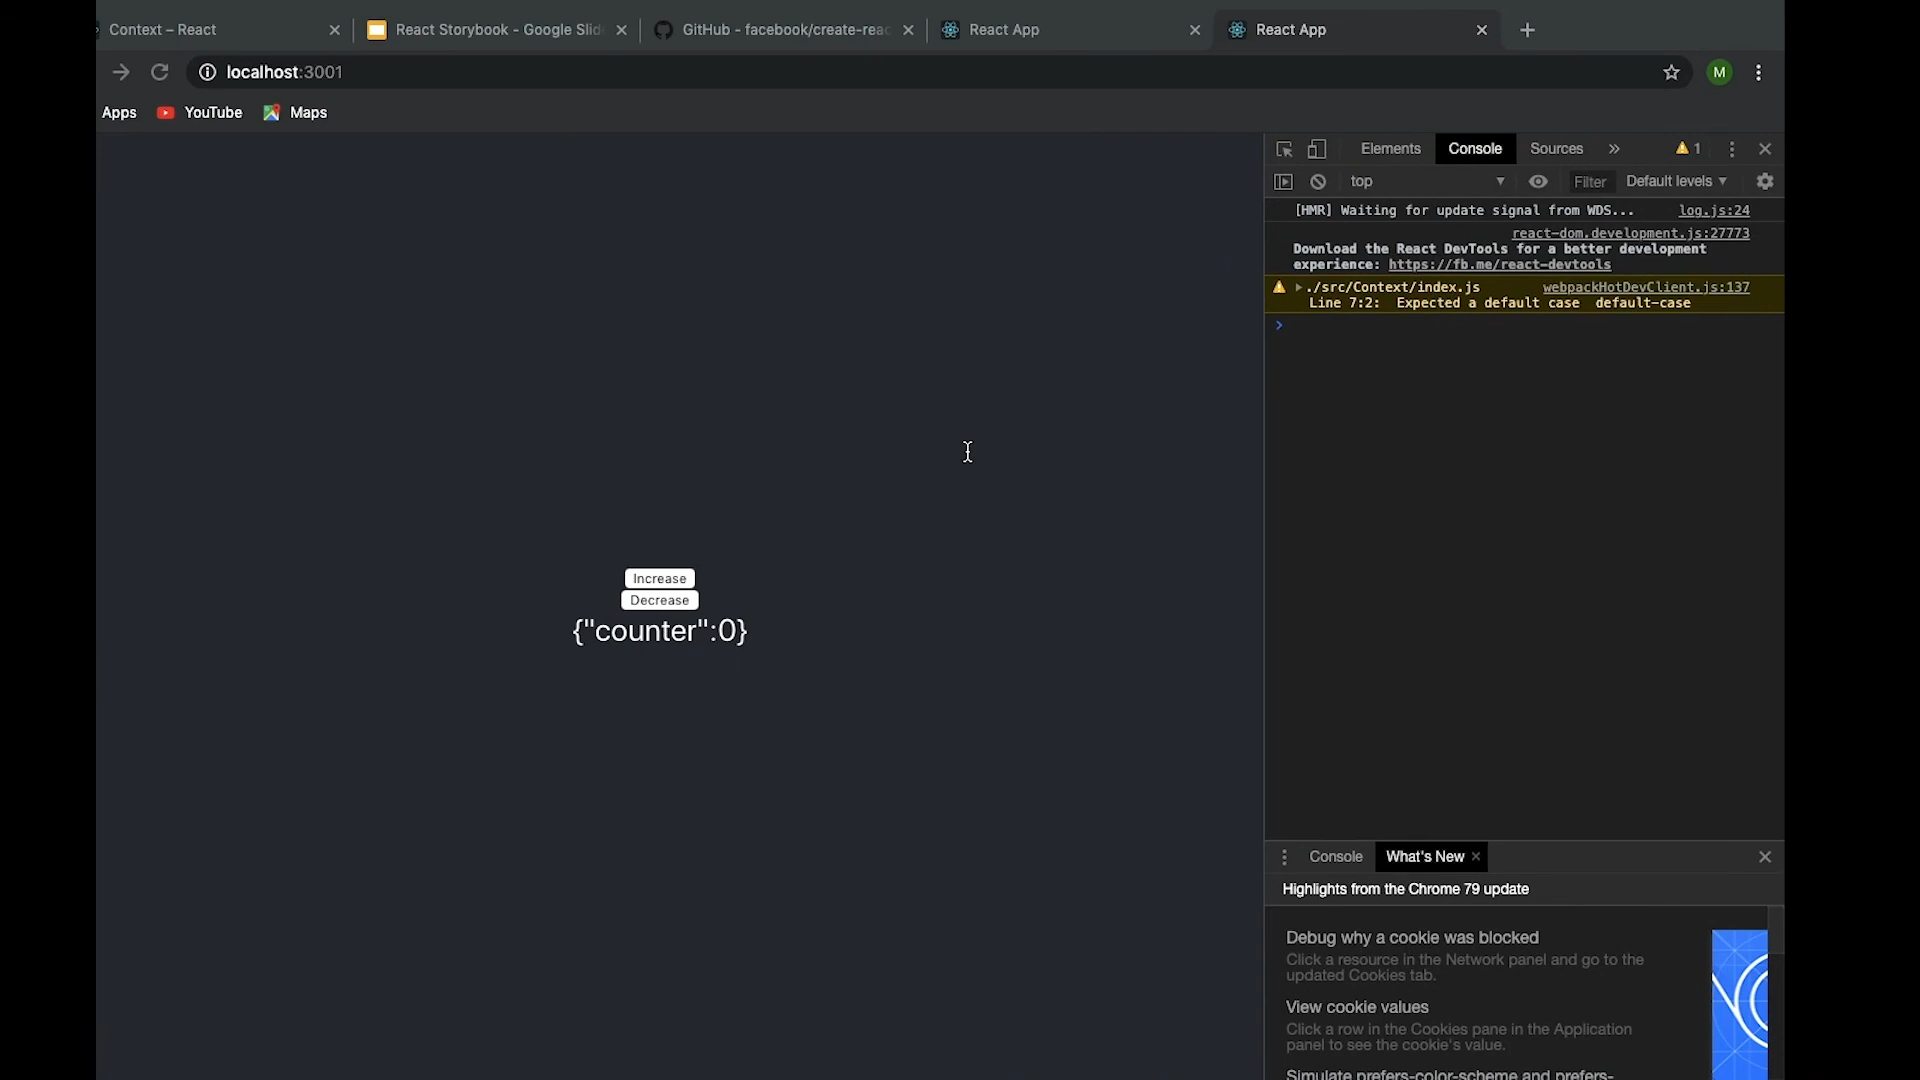 Context – React
React Storybook - Google Slid
GitHub - facebook/create-reac
React App
React App
localhost:3001
M
Apps
YouTube
Maps
Elements
Console
Sources
1
top
Filter
Default levels
[HMR] Waiting for update signal from WDS...
log.js:24
react-dom.development.js:27773
Download the React DevTools for a better development
experience: https://fb.me/react-devtools
./src/Context/index.js
webpackHotDevClient.js:137
Line 7:2: Expected a default case default-case
Increase
Decrease
{"counter":0}
Console
What's New
Highlights from the Chrome 79 update
Debug why a cookie was blocked
Click a resource in the Network panel and go to the
updated Cookies tab.
View cookie values
Click a row in the Cookies pane in the Application
panel to see the cookie's value.
Simulate prefers-color-scheme and prefers-